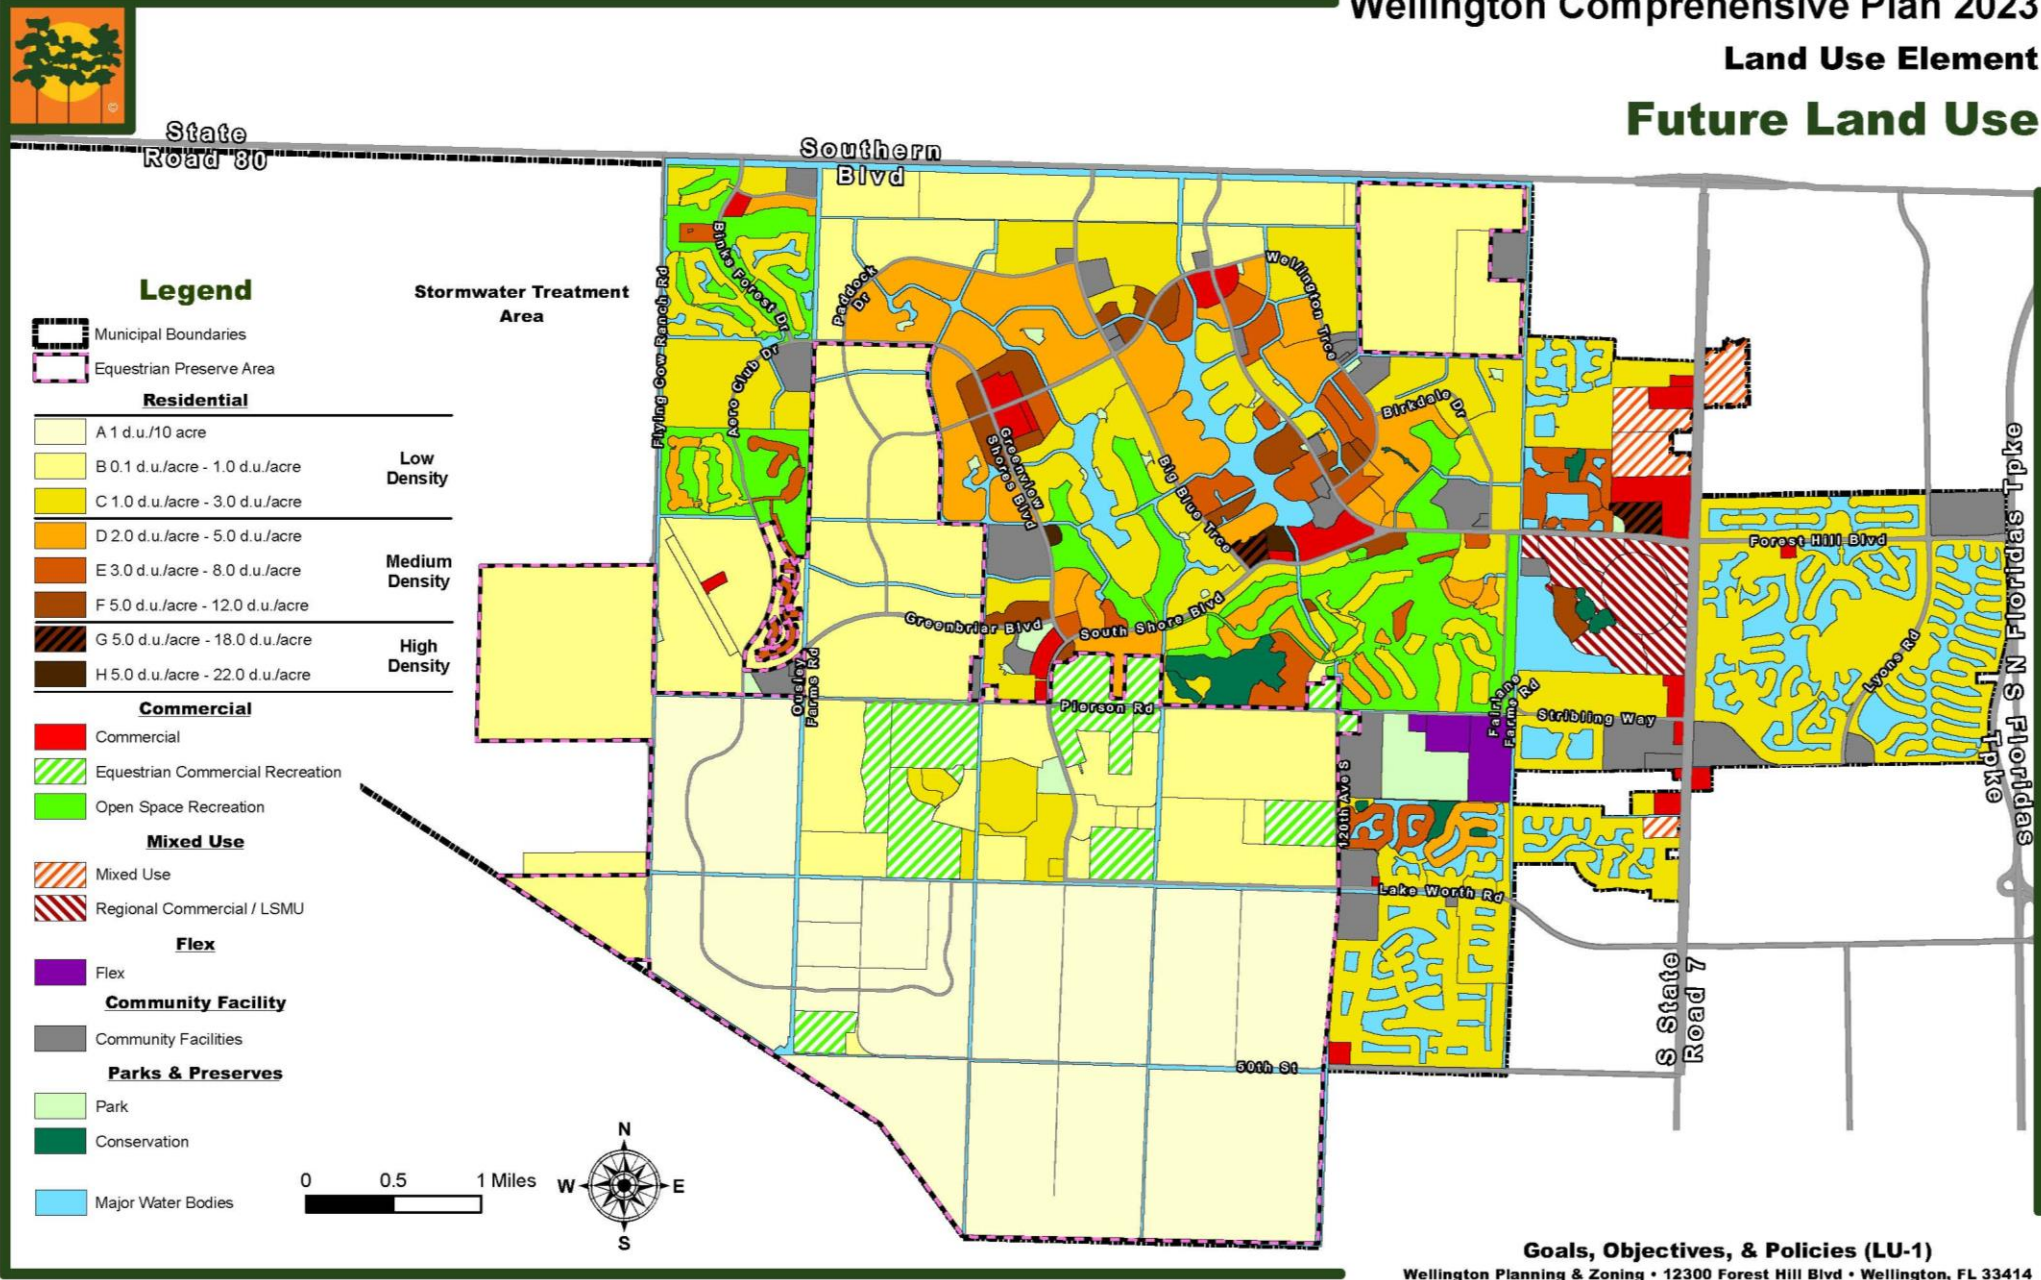 Wellington Comprehensive Plan 2023
Land Use Element
Future Land Use
©
State
Road 80
Southern
Blvd
Legend
Municipal Boundaries
Equestrian Preserve Area
Residential
A 1 d.u./10 acre
B 0.1 d.u./acre - 1.0 d.u./acre
C 1.0 d.u./acre - 3.0 d.u./acre
Low
Density
D 2.0 d.u./acre - 5.0 d.u./acre
E 3.0 d.u./acre - 8.0 d.u./acre
F 5.0 d.u./acre - 12.0 d.u./acre
Medium
Density
G 5.0 d.u./acre - 18.0 d.u./acre
H 5.0 d.u./acre - 22.0 d.u./acre
High
Density
Commercial
Commercial
Equestrian Commercial Recreation
Open Space Recreation
Mixed Use
Mixed Use
Regional Commercial / LSMU
Flex
Flex
Community Facility
Community Facilities
Parks & Preserves
Park
Conservation
Major Water Bodies
0 0.5 1 Miles
N
W E
S
Stormwater Treatment
Area
Flying Cow Ranch Rd
Binks Forest Dr
Aero Club Dr
Paddock
Dr
Wellington Trce
Birkdale Dr
Greenview
Shores Blvd
Big Blue Trce
Forest Hill Blvd
Greenbriar Blvd
South Shore Blvd
Ousley
Farms Rd
Pierson Rd
Fairlane
Farms Rd
Stribling Way
Lyons Rd
120th Ave S
Lake Worth Rd
50th St
S State
Road 7
N Floridas Tpke
S Floridas
Tpke
Goals, Objectives, & Policies (LU-1)
Wellington Planning & Zoning • 12300 Forest Hill Blvd • Wellington, FL 33414